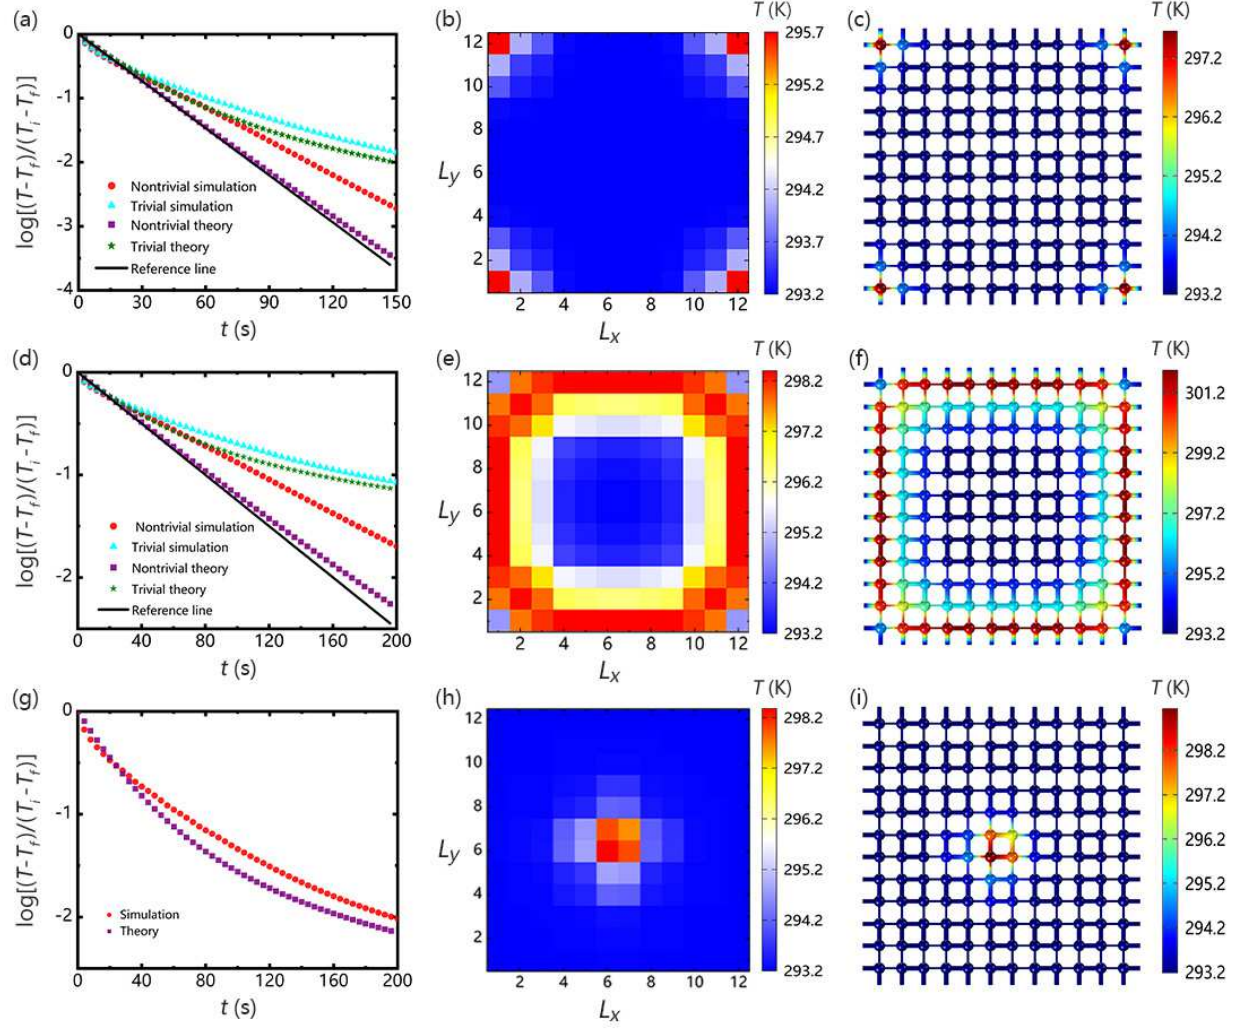 (a)
log[(T-T_f)/(T_i-T_f)]
0
-1
-2
-3
-4
Nontrivial simulation
Trivial simulation
Nontrivial theory
Trivial theory
Reference line
0 30 60 90 120 150
t (s)
(b)
T (K)
L_y
12
10
8
6
4
2
2 4 6 8 10 12
L_x
295.7
295.2
294.7
294.2
293.7
293.2
(c)
T (K)
297.2
296.2
295.2
294.2
293.2
(d)
log[(T-T_f)/(T_i-T_f)]
0
-1
-2
Nontrivial simulation
Trivial simulation
Nontrivial theory
Trivial theory
Reference line
0 40 80 120 160 200
t (s)
(e)
T (K)
L_y
12
10
8
6
4
2
2 4 6 8 10 12
L_x
298.2
297.2
296.2
295.2
294.2
293.2
(f)
T (K)
301.2
299.2
297.2
295.2
293.2
(g)
log[(T-T_f)/(T_i-T_f)]
0
-1
-2
Simulation
Theory
0 40 80 120 160 200
t (s)
(h)
T (K)
L_y
12
10
8
6
4
2
2 4 6 8 10 12
L_x
298.2
297.2
296.2
295.2
294.2
293.2
(i)
T (K)
298.2
297.2
296.2
295.2
294.2
293.2